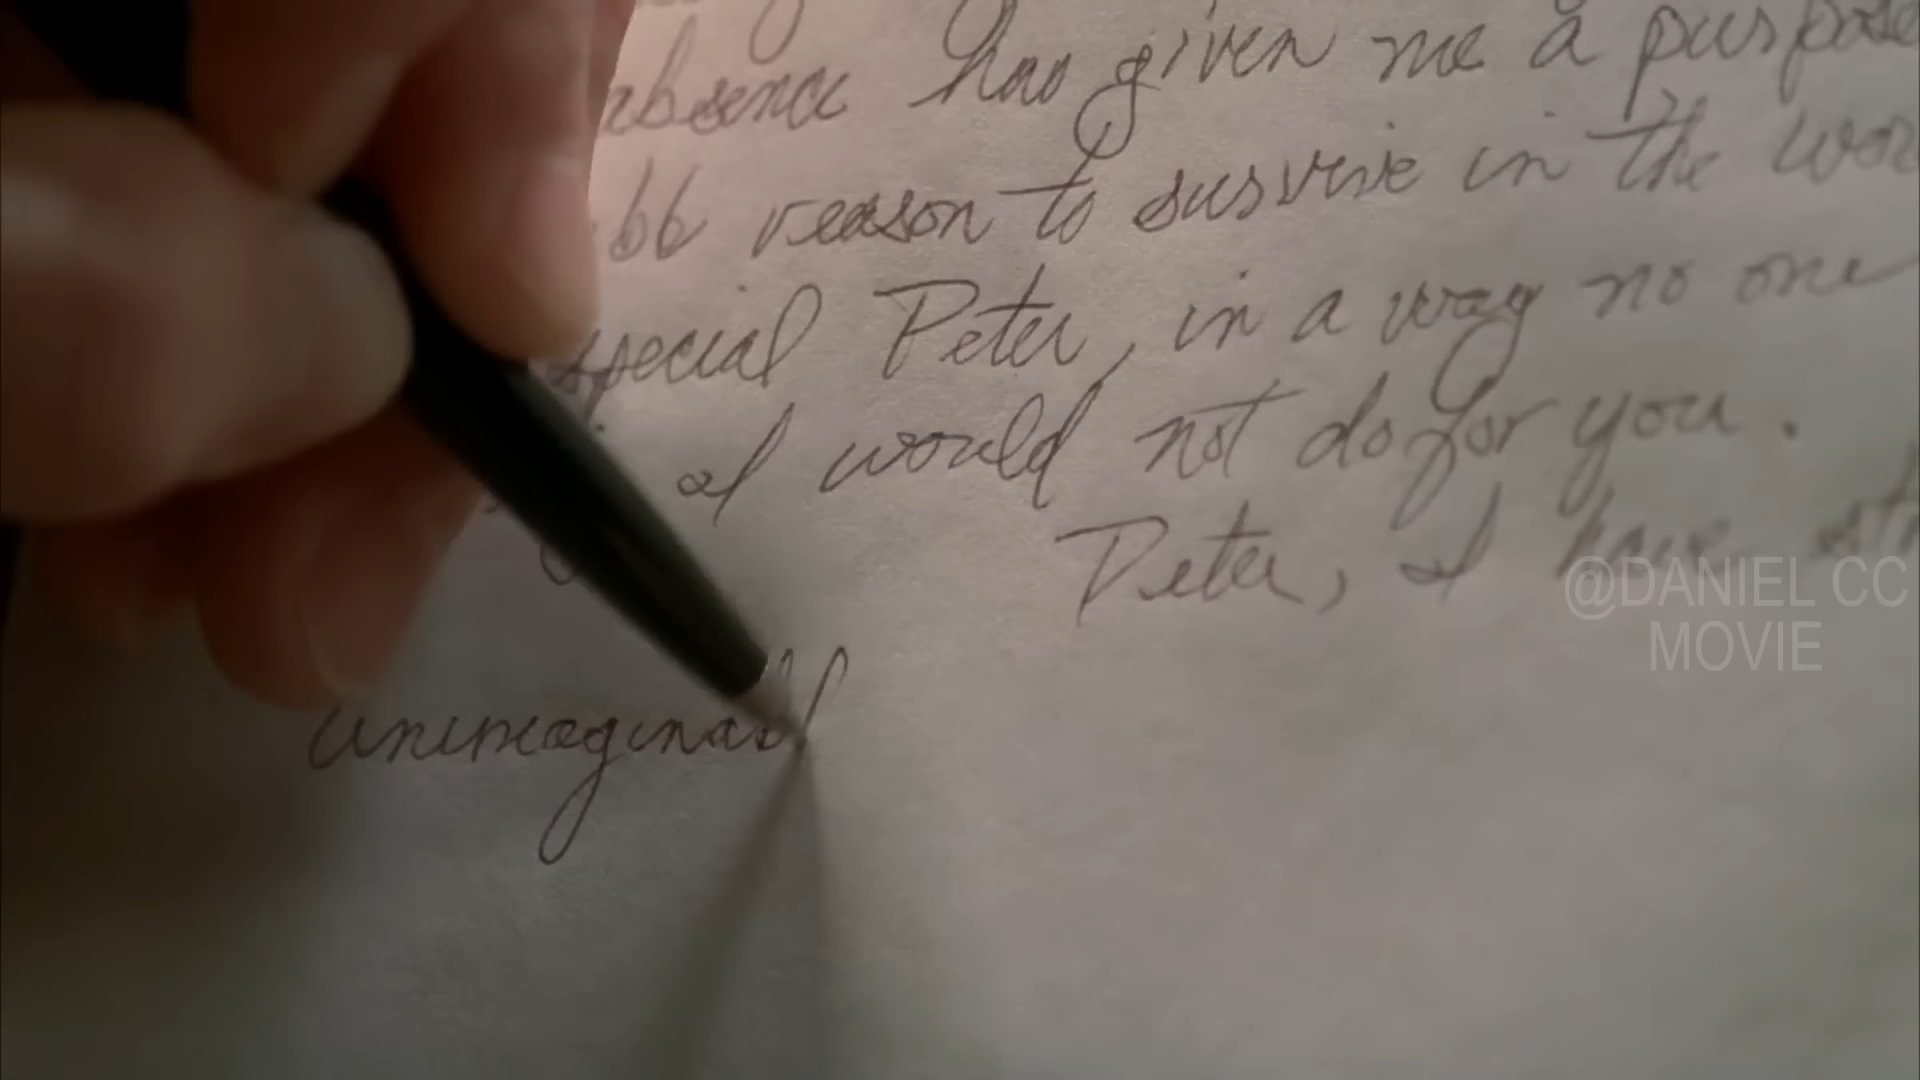 absence has given me a purpose
reason to survive in the
special Peter, in a way no one
I would not do for you.
Peter, I have
unimaginabl
@DANIEL CC
MOVIE